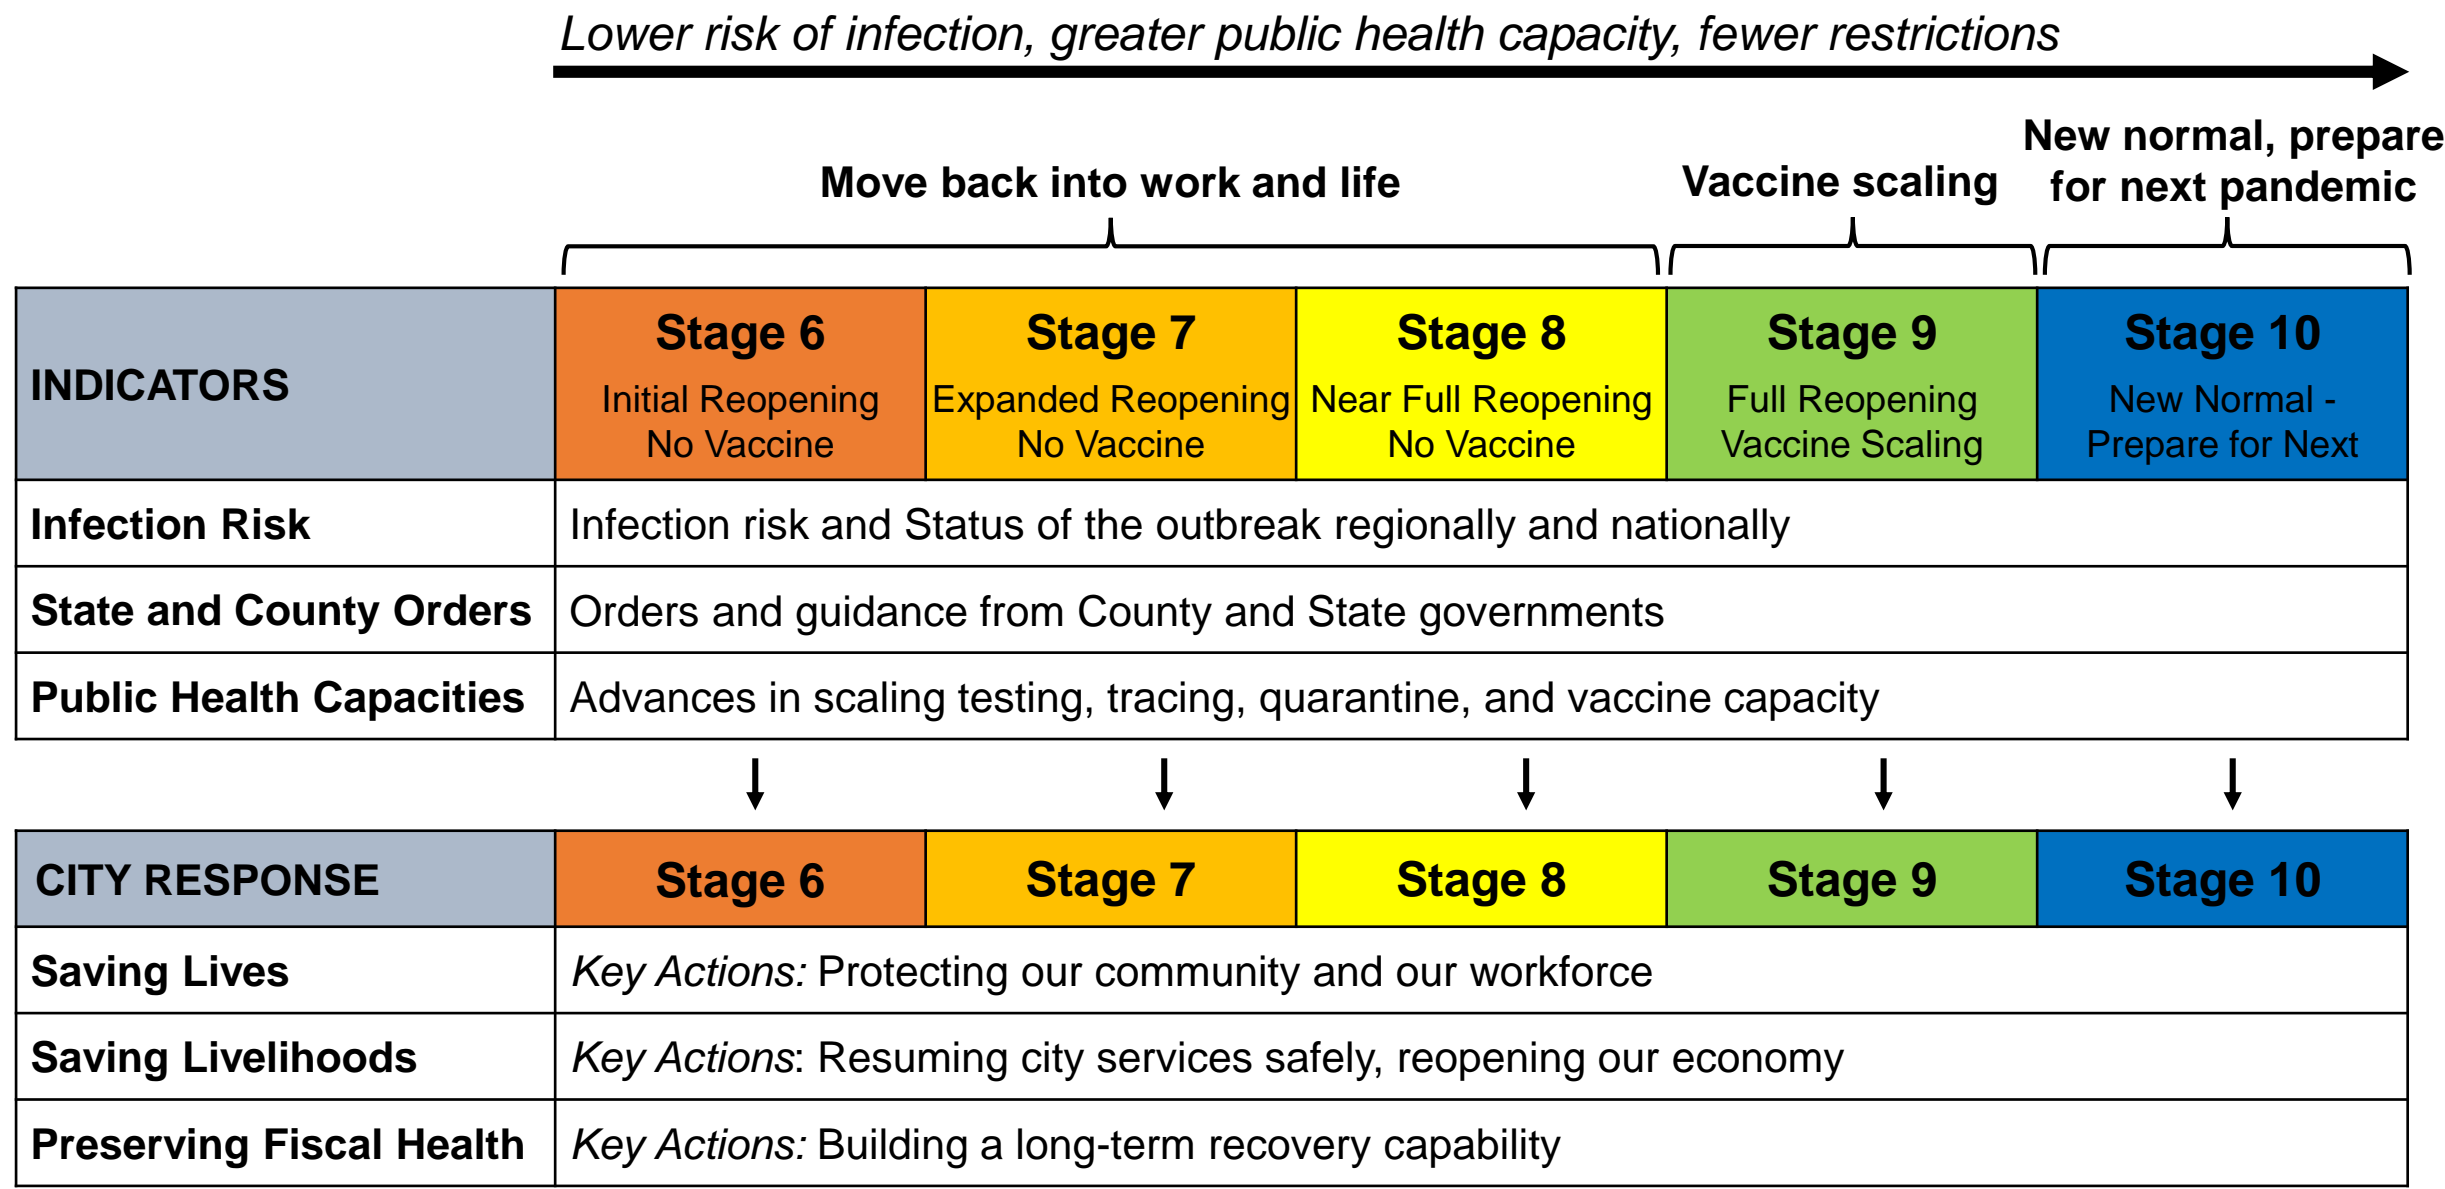 Lower risk of infection, greater public health capacity, fewer restrictions
Move back into work and life
Vaccine scaling
New normal, prepare
for next pandemic
INDICATORS
Stage 6
Initial Reopening
No Vaccine
Stage 7
Expanded Reopening
No Vaccine
Stage 8
Near Full Reopening
No Vaccine
Stage 9
Full Reopening
Vaccine Scaling
Stage 10
New Normal -
Prepare for Next
Infection Risk
Infection risk and Status of the outbreak regionally and nationally
State and County Orders
Orders and guidance from County and State governments
Public Health Capacities
Advances in scaling testing, tracing, quarantine, and vaccine capacity
CITY RESPONSE
Stage 6
Stage 7
Stage 8
Stage 9
Stage 10
Saving Lives
Key Actions: Protecting our community and our workforce
Saving Livelihoods
Key Actions: Resuming city services safely, reopening our economy
Preserving Fiscal Health
Key Actions: Building a long-term recovery capability